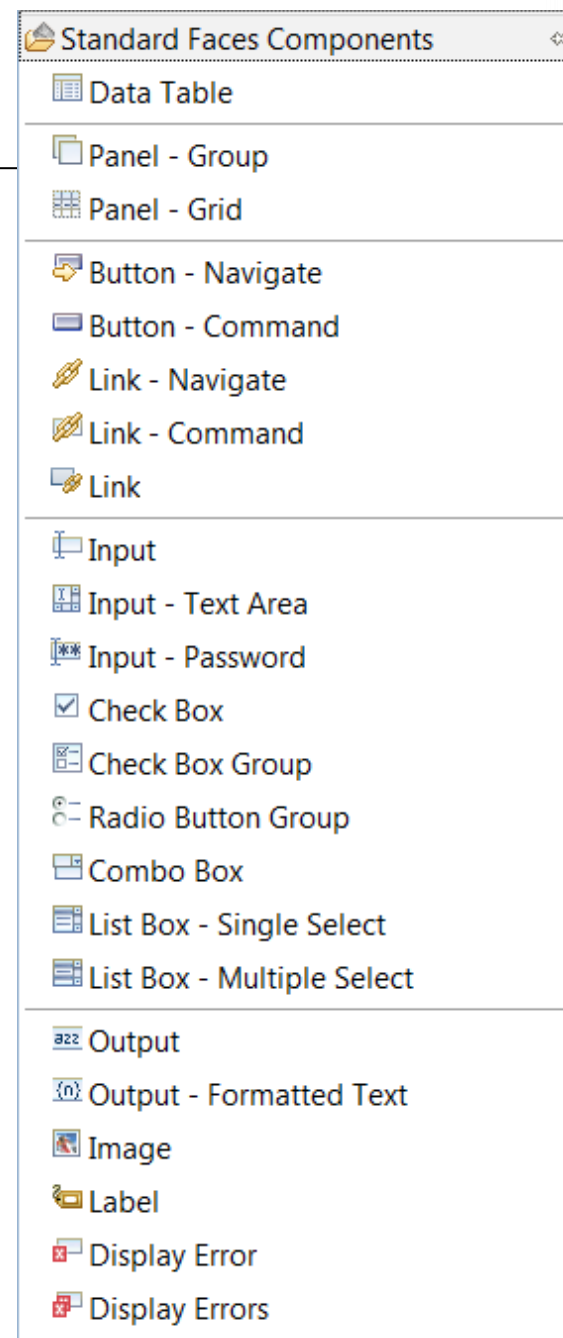 Standard Faces Components
Data Table
Panel - Group
Panel - Grid
Button - Navigate
Button - Command
Link - Navigate
Link - Command
Link
Input
Input - Text Area
Input - Password
Check Box
Check Box Group
Radio Button Group
Combo Box
List Box - Single Select
List Box - Multiple Select
Output
Output - Formatted Text
Image
Label
Display Error
Display Errors